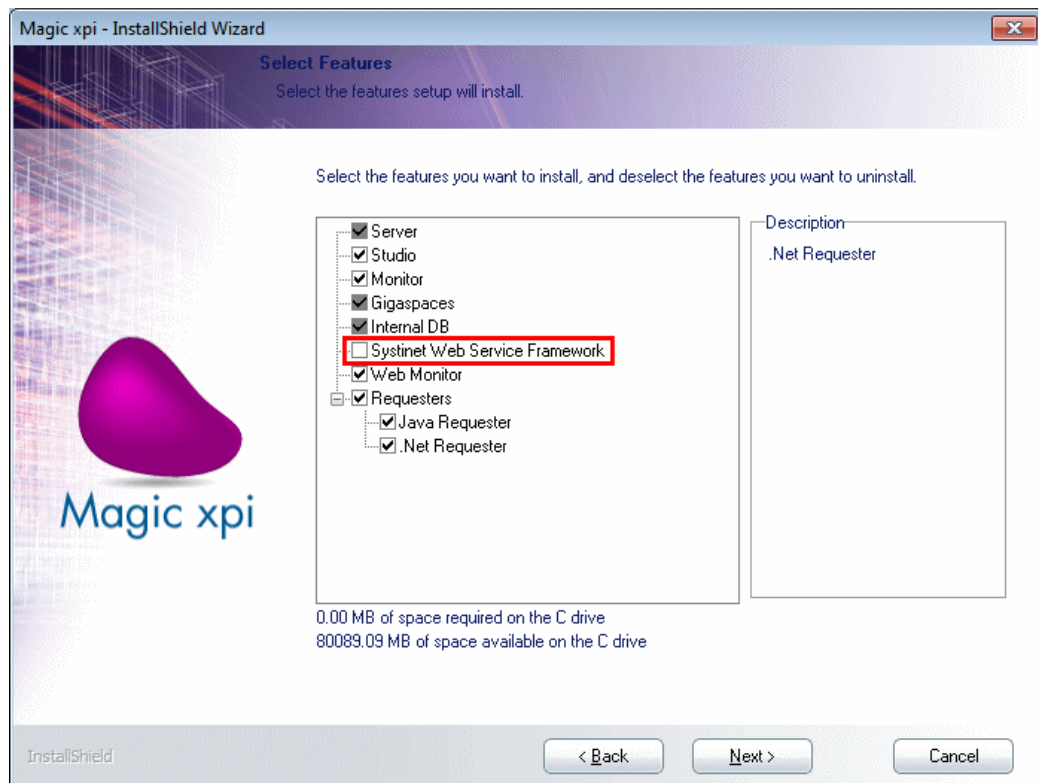 Magic xpi - InstallShield Wizard
Select Features
Select the features setup will install.
Select the features you want to install, and deselect the features you want to uninstall.
Server
Studio
Monitor
Gigaspaces
Internal DB
Systinet Web Service Framework
Web Monitor
Requesters
Java Requester
.Net Requester
Description
.Net Requester
Magic xpi
0.00 MB of space required on the C drive
80089.09 MB of space available on the C drive
InstallShield
< Back
Next >
Cancel